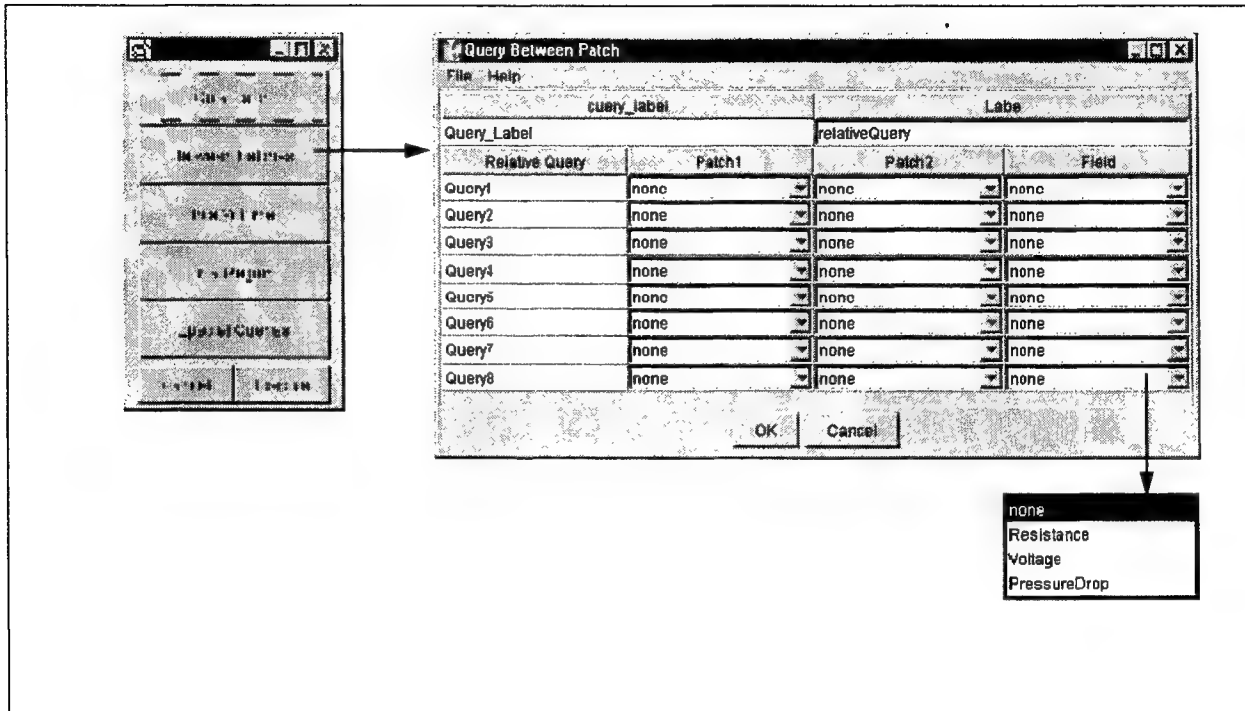 Query Between Patch
File Help
cuery_label Labe
Query_Label relativeQuery
Relative Query Patch1 Patch2 Field
Query1 none none none
Query2 none none none
Query3 none none none
Query4 none none none
Query5 none none none
Query6 none none none
Query7 none none none
Query8 none none none
OK Cancel
none
Resistance
Voltage
PressureDrop